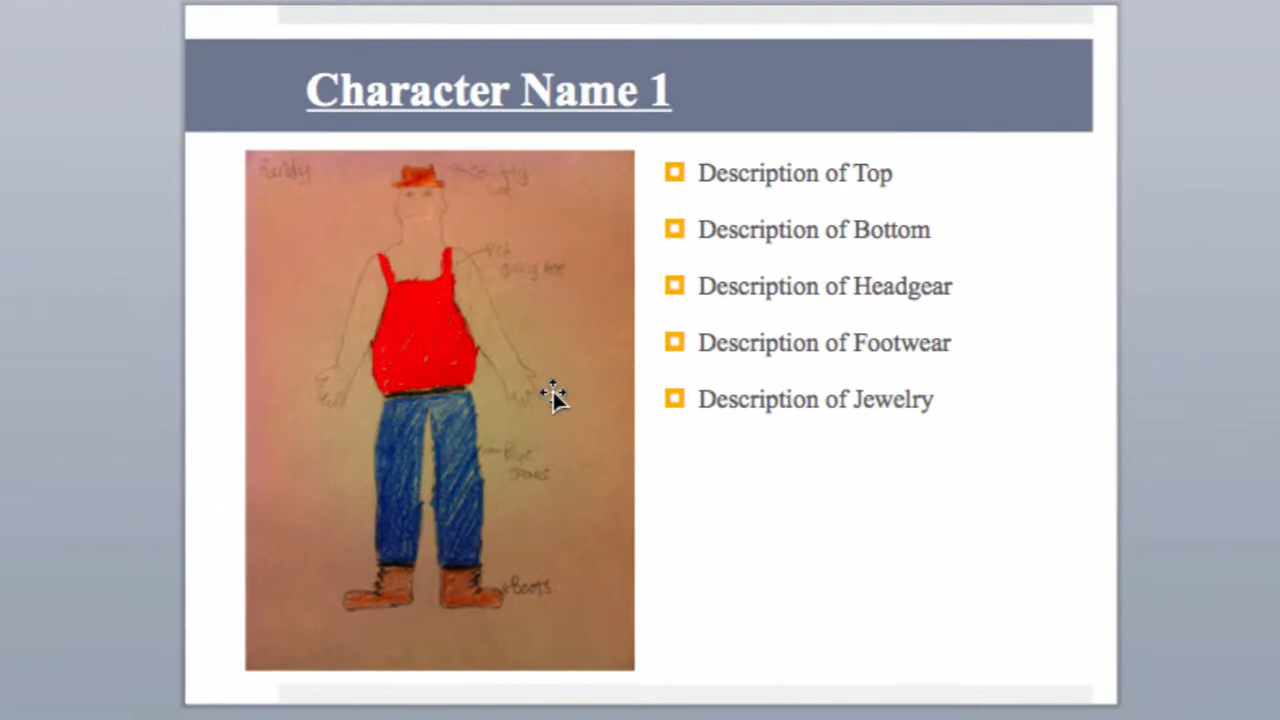 Character Name 1
Description of Top
Description of Bottom
Description of Headgear
Description of Footwear
Description of Jewelry
Boots